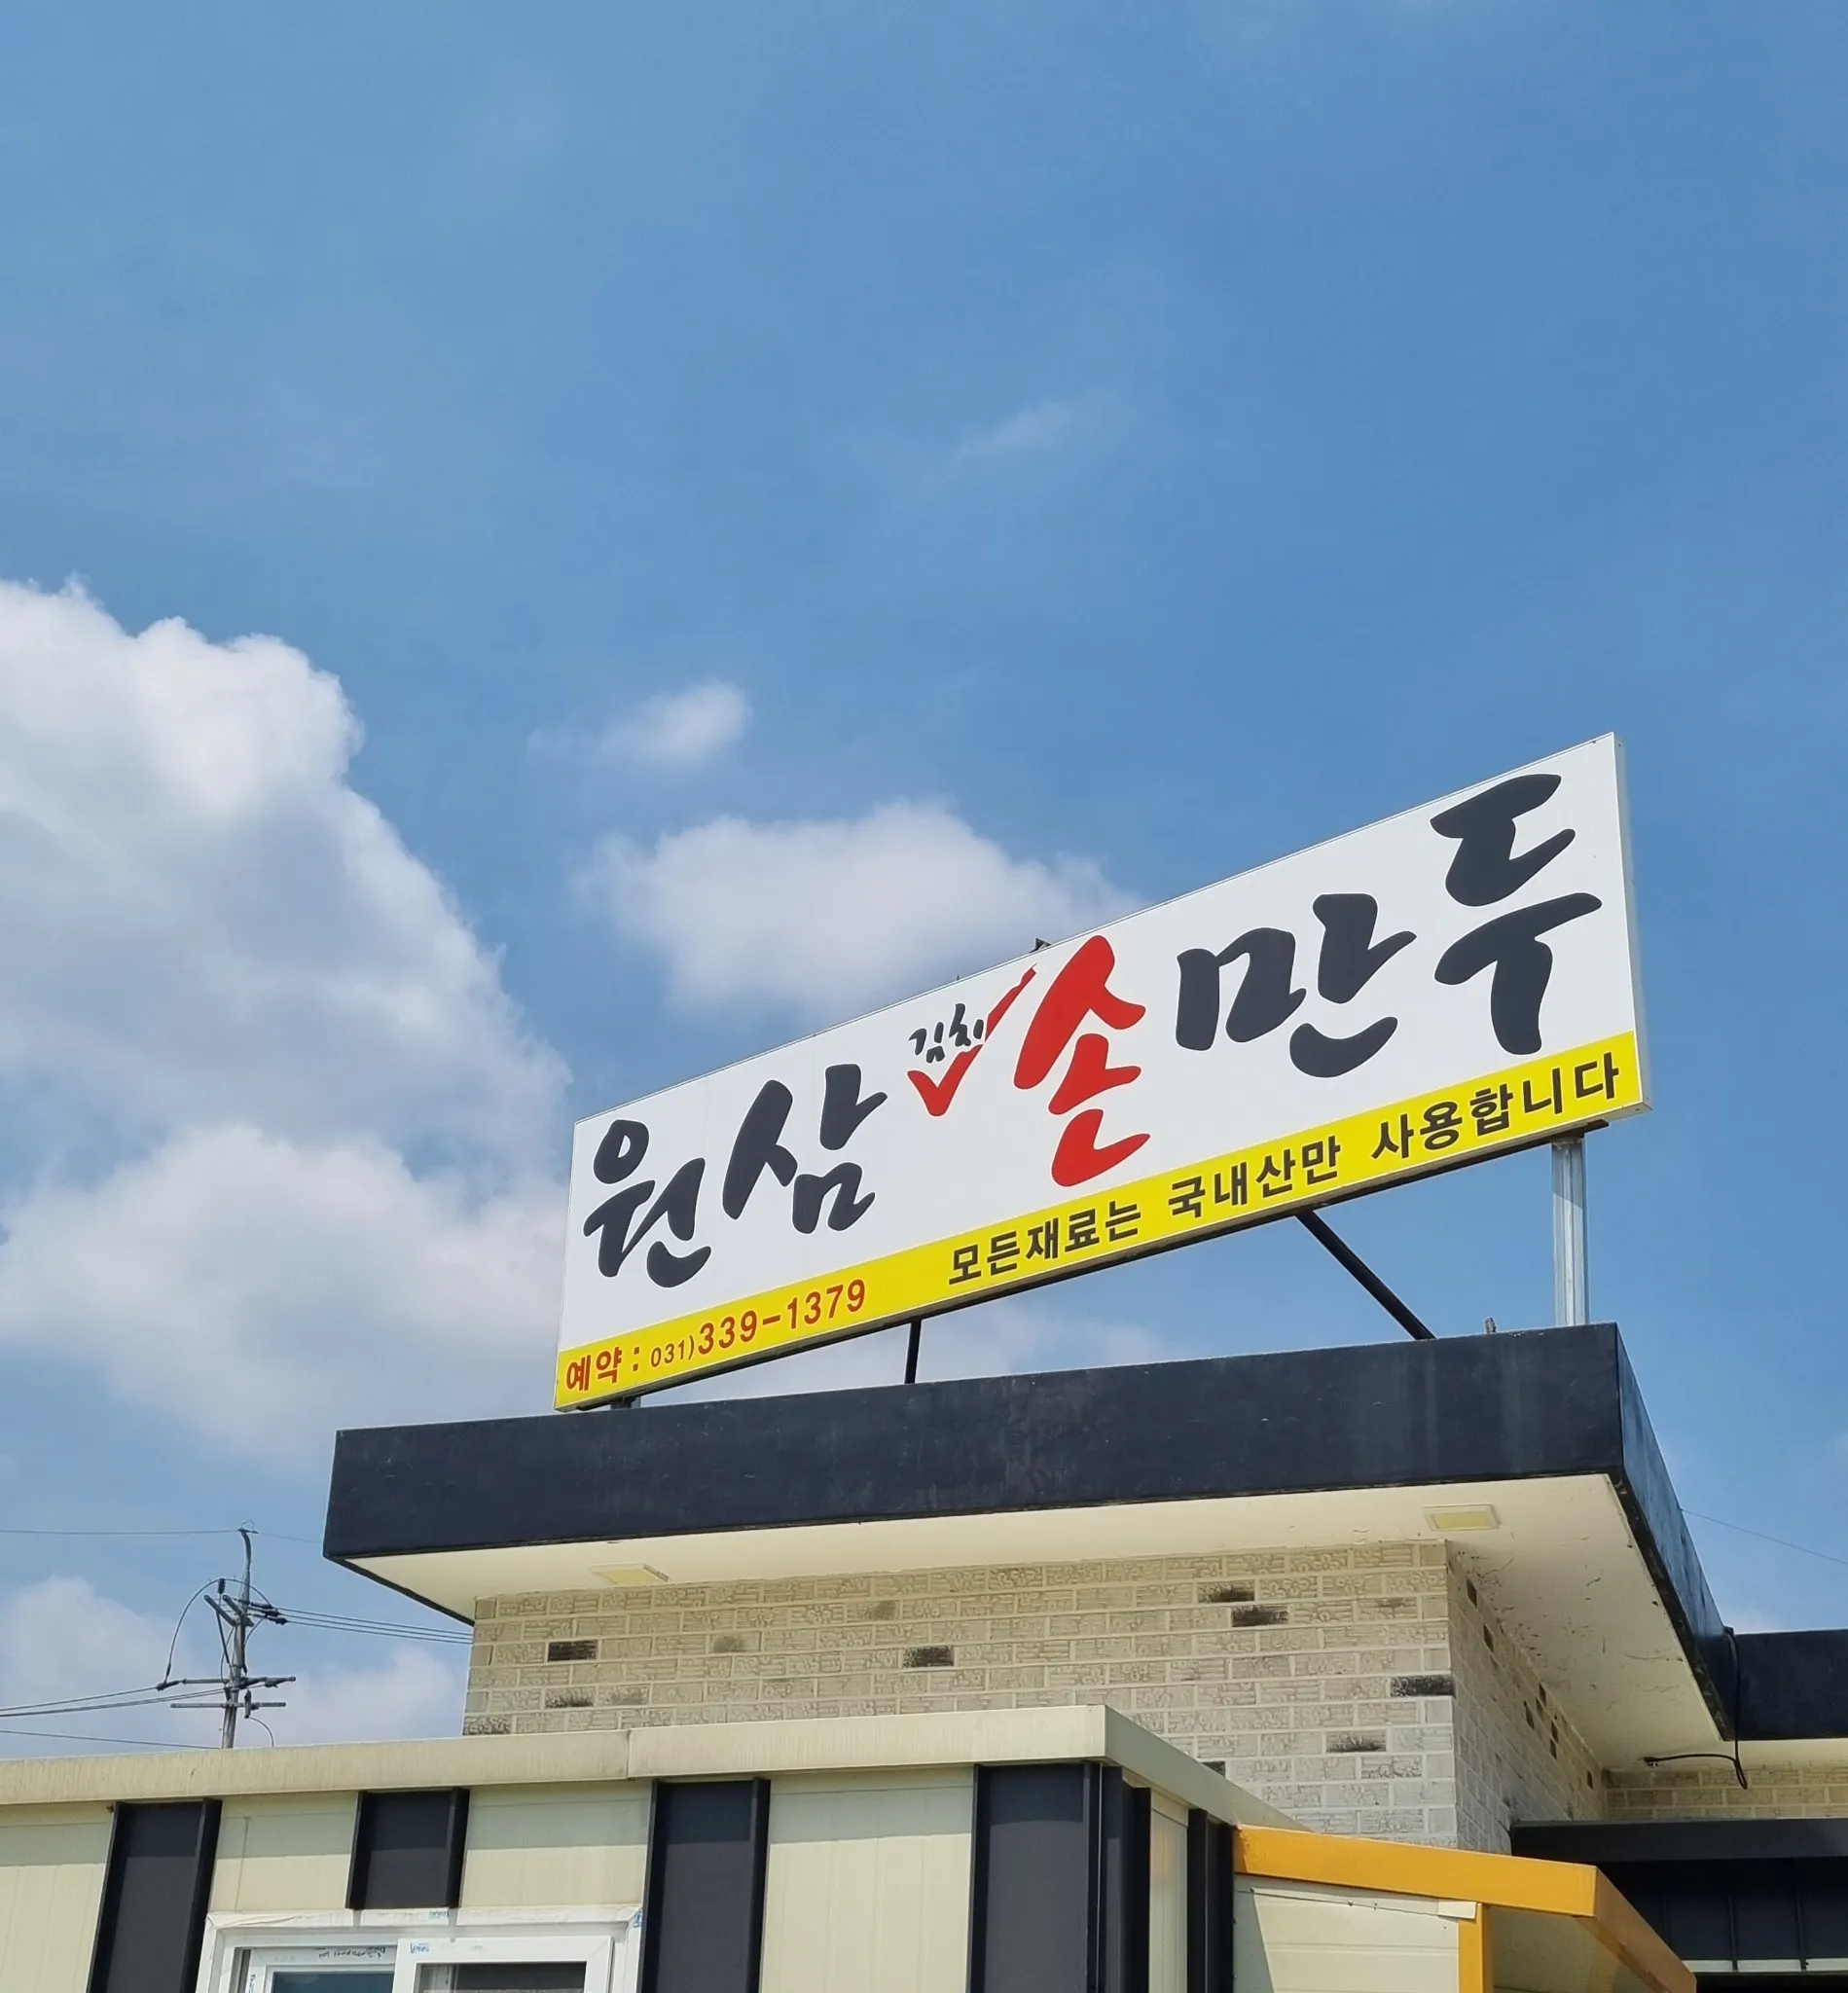 원삼 김치 손만두
예약 : 031)339-1379 모든재료는 국내산만 사용합니다